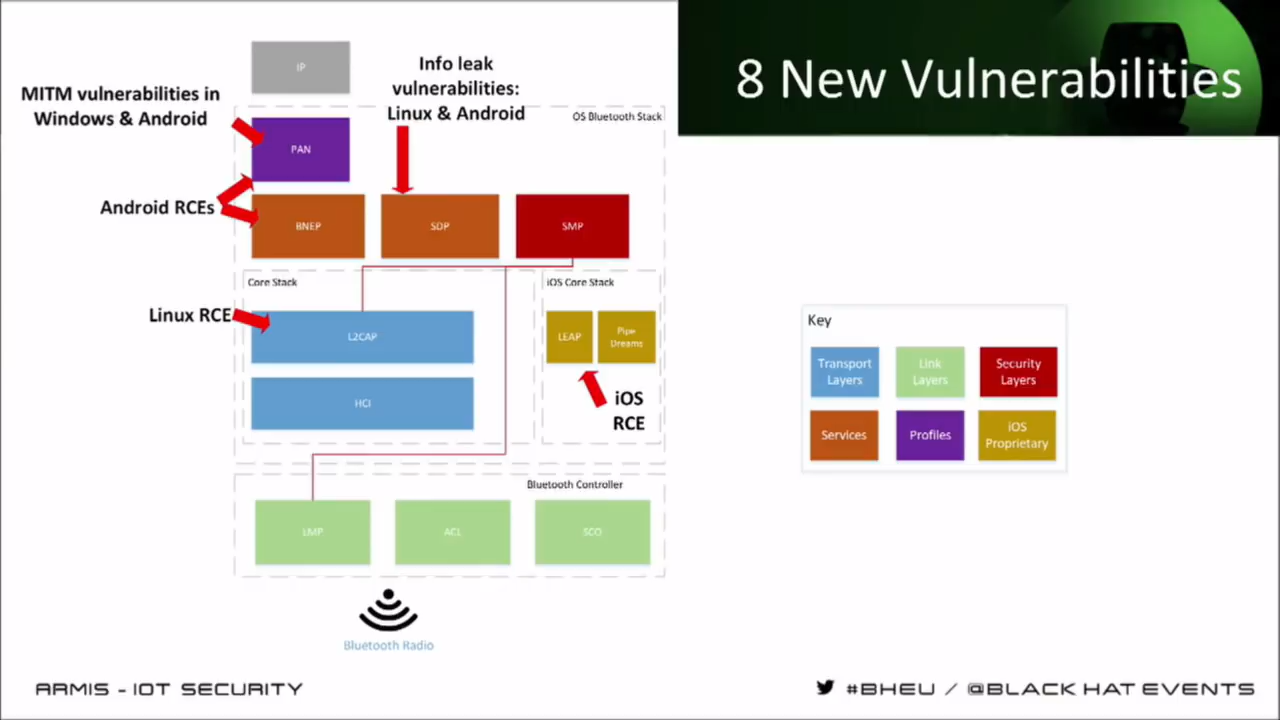 8 New Vulnerabilities
IP
MITM vulnerabilities in
Windows & Android
Info leak
vulnerabilities:
Linux & Android
OS Bluetooth Stack
PAN
Android RCEs
BNEP
SDP
SMP
Core Stack
iOS Core Stack
Linux RCE
L2CAP
LEAP
Pipe
Dreams
HCI
iOS
RCE
Bluetooth Controller
LMP
ACL
SCO
Bluetooth Radio
Key
Transport
Layers
Link
Layers
Security
Layers
Services
Profiles
iOS
Proprietary
ARMIS - IOT SECURITY
#BHEU / @BLACK HAT EVENTS